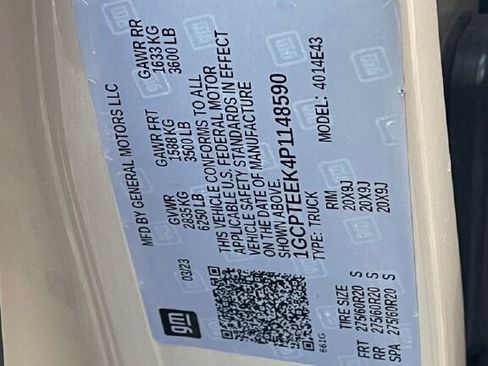 gm
MFD BY GENERAL MOTORS LLC
03/23
GVWR GAWR FRT GAWR RR
2835 KG 1588 KG 1633 KG
6250 LB 3500 LB 3600 LB
THIS VEHICLE CONFORMS TO ALL
APPLICABLE U.S. FEDERAL MOTOR
VEHICLE SAFETY STANDARDS IN EFFECT
ON THE DATE OF MANUFACTURE
SHOWN ABOVE.
1GCPTEEK4P1148590
TYPE: TRUCK MODEL: 4014E43
661G
TIRE SIZE RIM
FRT 275/60R20 S 20X9J
RR 275/60R20 S 20X9J
SPA 275/60R20 S 20X9J